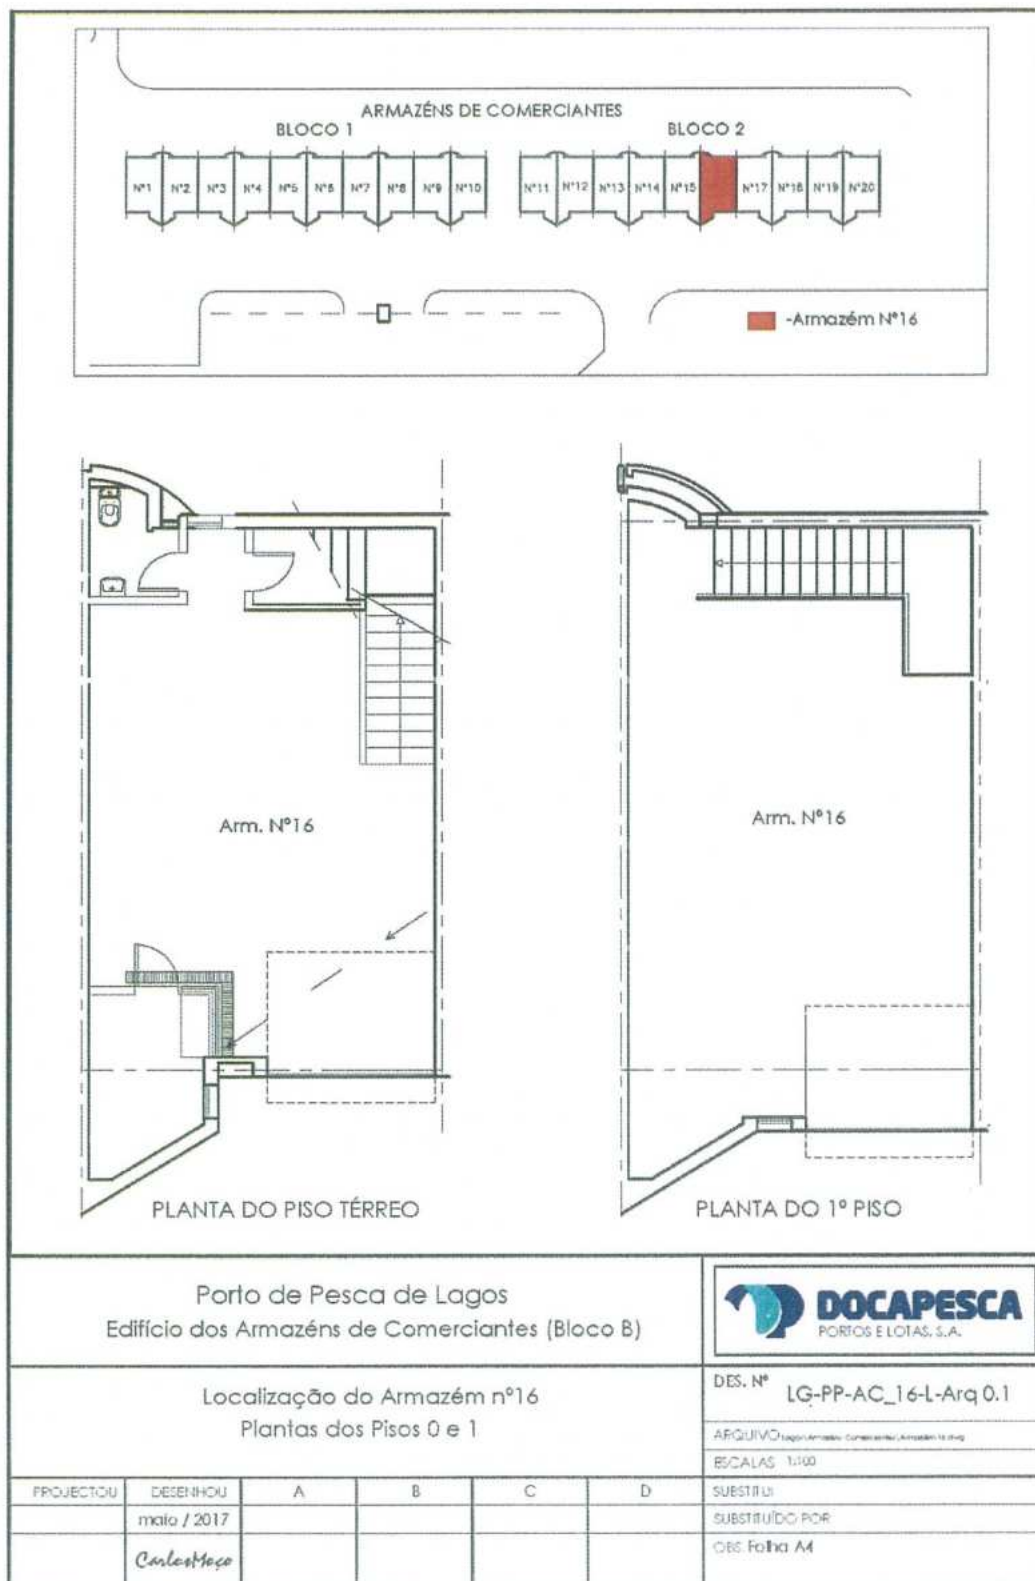 ARMAZÉNS DE COMERCIANTES
BLOCO 1
BLOCO 2
Nº1 Nº2 Nº3 Nº4 Nº5 Nº6 Nº7 Nº8 Nº9 Nº10
Nº11 Nº12 Nº13 Nº14 Nº15 Nº17 Nº18 Nº19 Nº20
-Armazém Nº16
Arm. Nº16
Arm. Nº16
PLANTA DO PISO TÉRREO
PLANTA DO 1º PISO
Porto de Pesca de Lagos
Edifício dos Armazéns de Comerciantes (Bloco B)
DOCAPESCA
PORTOS E LOTAS, S.A.
Localização do Armazém nº16
Plantas dos Pisos 0 e 1
DES. Nº LG-PP-AC_16-L-Arq 0.1
ARQUIVO
ESCALAS 1:100
PROJECTOU DESENHOU A B C D
SUBSTITUI
maio / 2017
SUBSTITUÍDO POR
CarlosMoço
OBS. Folha A4